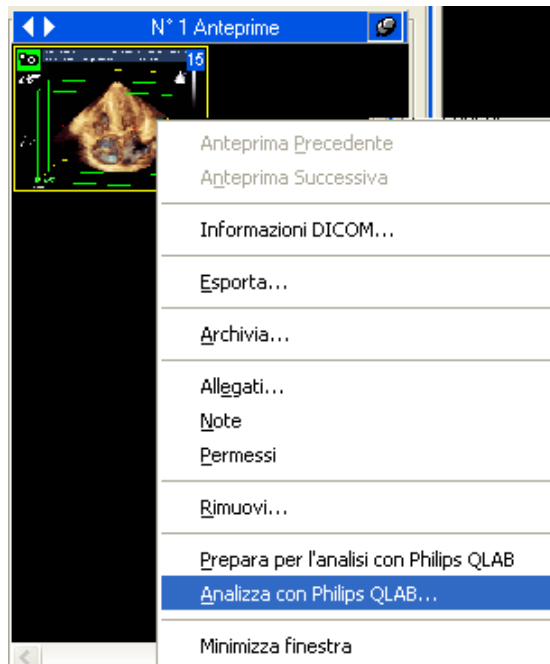 N° 1 Anteprime
15
Anteprima Precedente
Anteprima Successiva
Informazioni DICOM...
Esporta...
Archivia...
Allegati...
Note
Permessi
Rimuovi...
Prepara per l'analisi con Philips QLAB
Analizza con Philips QLAB...
Minimizza finestra